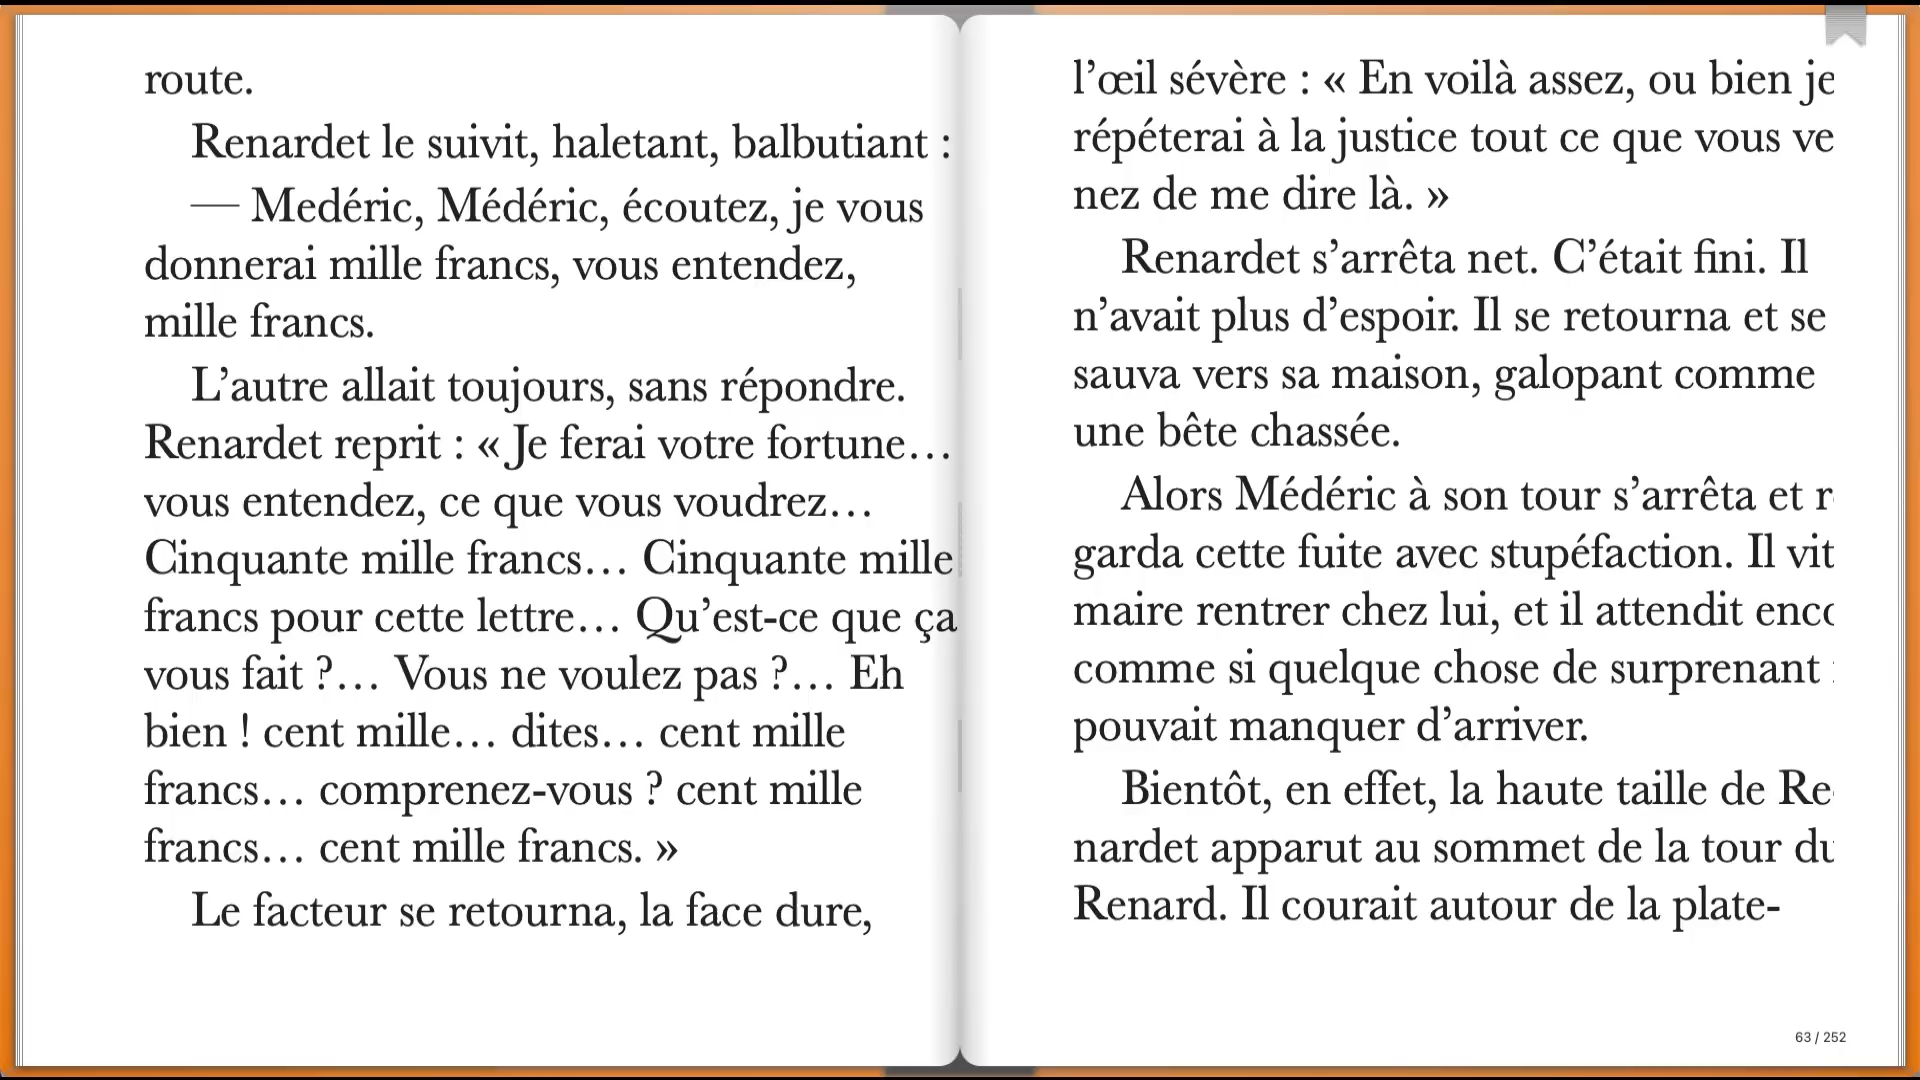 route.
Renardet le suivit, haletant, balbutiant :
— Medéric, Médéric, écoutez, je vous
donnerai mille francs, vous entendez,
mille francs.
L’autre allait toujours, sans répondre.
Renardet reprit : « Je ferai votre fortune…
vous entendez, ce que vous voudrez…
Cinquante mille francs… Cinquante mille
francs pour cette lettre… Qu’est-ce que ça
vous fait ?… Vous ne voulez pas ?… Eh
bien ! cent mille… dites… cent mille
francs… comprenez-vous ? cent mille
francs… cent mille francs. »
Le facteur se retourna, la face dure,
l’œil sévère : « En voilà assez, ou bien je
répéterai à la justice tout ce que vous ve
nez de me dire là. »
Renardet s’arrêta net. C’était fini. Il
n’avait plus d’espoir. Il se retourna et se
sauva vers sa maison, galopant comme
une bête chassée.
Alors Médéric à son tour s’arrêta et r
garda cette fuite avec stupéfaction. Il vit
maire rentrer chez lui, et il attendit enc
comme si quelque chose de surprenant
pouvait manquer d’arriver.
Bientôt, en effet, la haute taille de Re
nardet apparut au sommet de la tour du
Renard. Il courait autour de la plate-
63 / 252